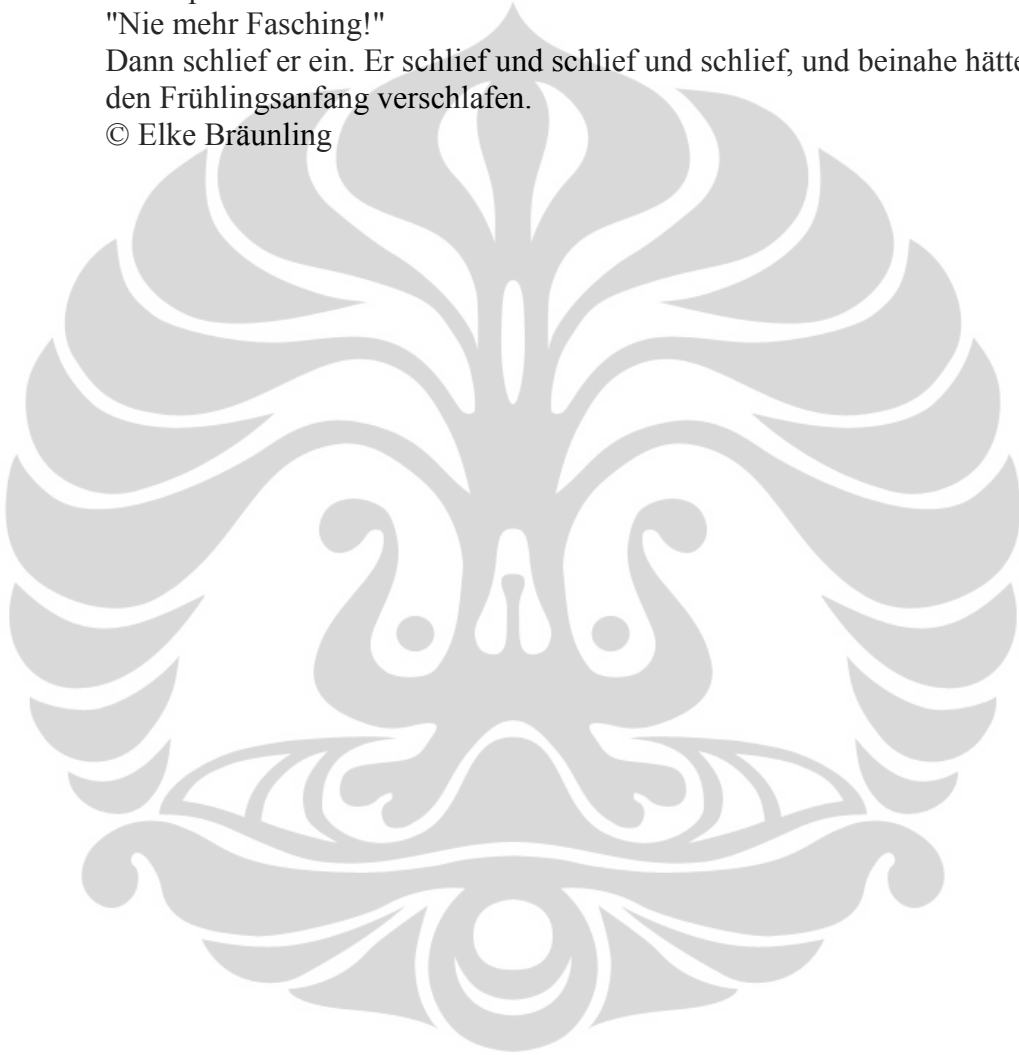 "Nie mehr Fasching!"
Dann schlief er ein. Er schlief und schlief und schlief, und beinahe hätte
den Frühlingsanfang verschlafen.
© Elke Bräunling